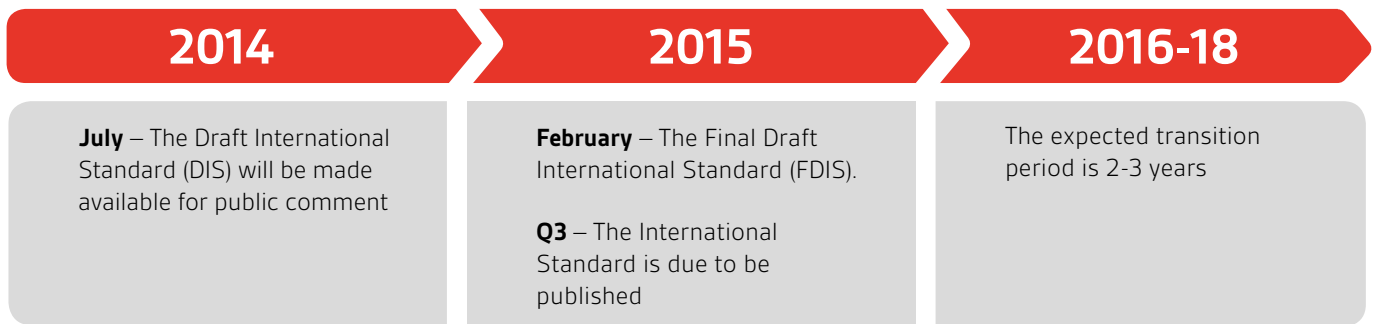 2014
2015
2016-18
July – The Draft International
Standard (DIS) will be made
available for public comment
February – The Final Draft
International Standard (FDIS).
Q3 – The International
Standard is due to be
published
The expected transition
period is 2-3 years